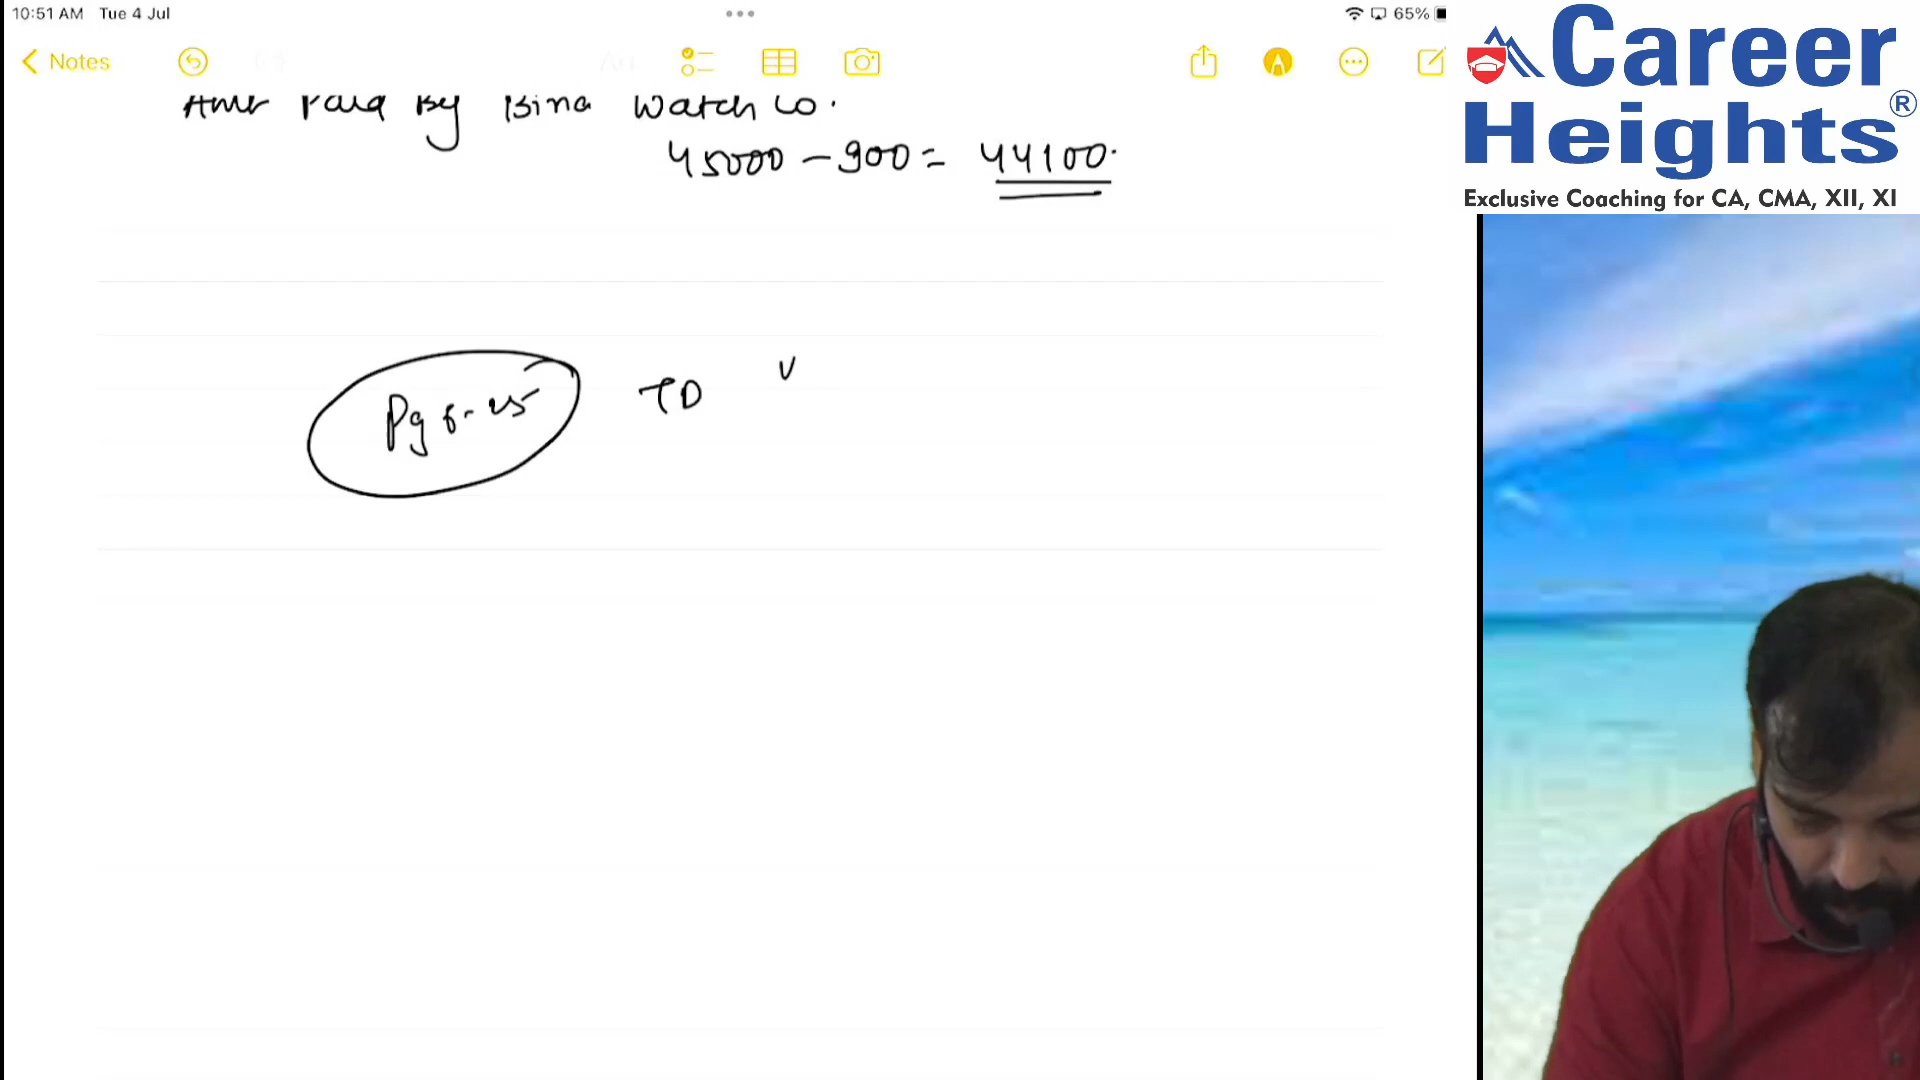 10:51 AM Tue 4 Jul
65%
Notes
Amt Paid By Bina Watch Co.
45000 - 900 = 44100.
Pg 8-25 TD v
Career
Heights®
Exclusive Coaching for CA, CMA, XII, XI